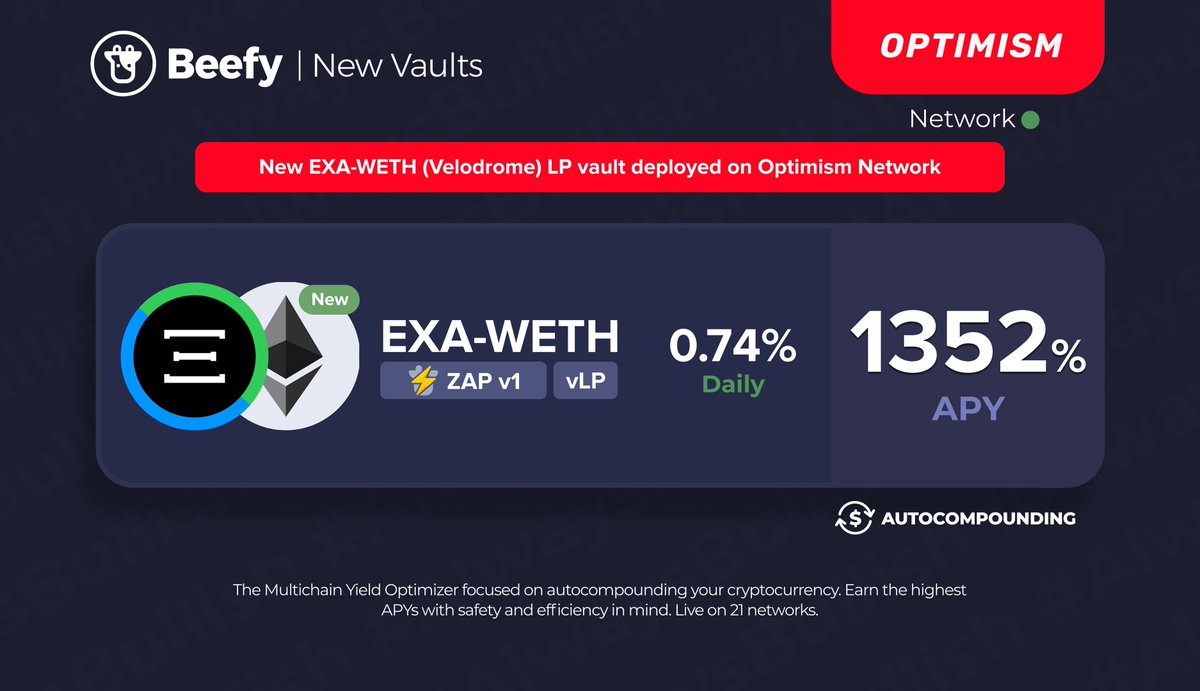 Beefy | New Vaults
OPTIMISM
Network
New EXA-WETH (Velodrome) LP vault deployed on Optimism Network
New
EXA-WETH
ZAP v1
vLP
0.74%
Daily
1352%
APY
$
AUTOCOMPOUNDING
The Multichain Yield Optimizer focused on autocompounding your cryptocurrency. Earn the highest
APYs with safety and efficiency in mind. Live on 21 networks.